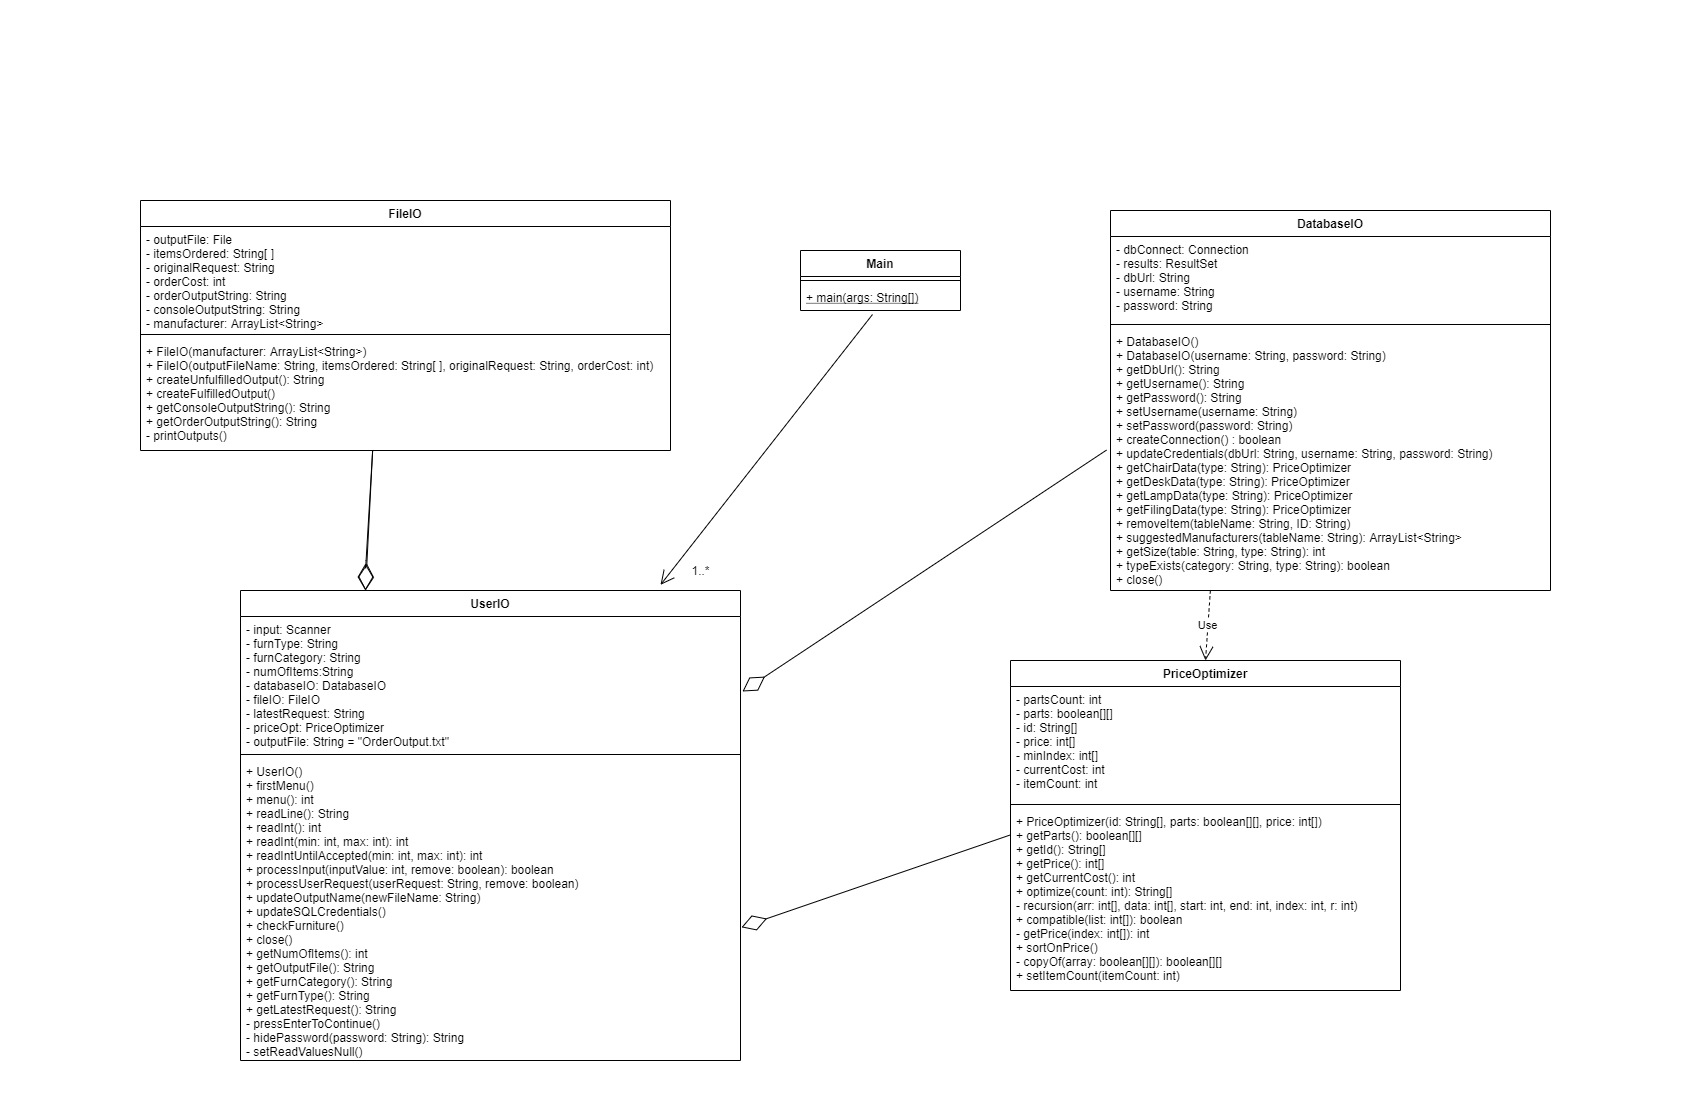 FileIO
- outputFile: File
- itemsOrdered: String[ ]
- originalRequest: String
- orderCost: int
- orderOutputString: String
- consoleOutputString: String
- manufacturer: ArrayList<String>
+ FileIO(manufacturer: ArrayList<String>)
+ FileIO(outputFileName: String, itemsOrdered: String[ ], originalRequest: String, orderCost: int)
+ createUnfulfilledOutput(): String
+ createFulfilledOutput()
+ getConsoleOutputString(): String
+ getOrderOutputString(): String
- printOutputs()
Main
+ main(args: String[])
DatabaseIO
- dbConnect: Connection
- results: ResultSet
- dbUrl: String
- username: String
- password: String
+ DatabaseIO()
+ DatabaseIO(username: String, password: String)
+ getDbUrl(): String
+ getUsername(): String
+ getPassword(): String
+ setUsername(username: String)
+ setPassword(password: String)
+ createConnection() : boolean
+ updateCredentials(dbUrl: String, username: String, password: String)
+ getChairData(type: String): PriceOptimizer
+ getDeskData(type: String): PriceOptimizer
+ getLampData(type: String): PriceOptimizer
+ getFilingData(type: String): PriceOptimizer
+ removeItem(tableName: String, ID: String)
+ suggestedManufacturers(tableName: String): ArrayList<String>
+ getSize(table: String, type: String): int
+ typeExists(category: String, type: String): boolean
+ close()
1..*
Use
UserIO
- input: Scanner
- furnType: String
- furnCategory: String
- numOfItems:String
- databaseIO: DatabaseIO
- fileIO: FileIO
- latestRequest: String
- priceOpt: PriceOptimizer
- outputFile: String = "OrderOutput.txt"
+ UserIO()
+ firstMenu()
+ menu(): int
+ readLine(): String
+ readInt(): int
+ readInt(min: int, max: int): int
+ readIntUntilAccepted(min: int, max: int): int
+ processInput(inputValue: int, remove: boolean): boolean
+ processUserRequest(userRequest: String, remove: boolean)
+ updateOutputName(newFileName: String)
+ updateSQLCredentials()
+ checkFurniture()
+ close()
+ getNumOfItems(): int
+ getOutputFile(): String
+ getFurnCategory(): String
+ getFurnType(): String
+ getLatestRequest(): String
- pressEnterToContinue()
- hidePassword(password: String): String
- setReadValuesNull()
PriceOptimizer
- partsCount: int
- parts: boolean[][]
- id: String[]
- price: int[]
- minIndex: int[]
- currentCost: int
- itemCount: int
+ PriceOptimizer(id: String[], parts: boolean[][], price: int[])
+ getParts(): boolean[][]
+ getId(): String[]
+ getPrice(): int[]
+ getCurrentCost(): int
+ optimize(count: int): String[]
- recursion(arr: int[], data: int[], start: int, end: int, index: int, r: int)
+ compatible(list: int[]): boolean
- getPrice(index: int[]): int
+ sortOnPrice()
- copyOf(array: boolean[][]): boolean[][]
+ setItemCount(itemCount: int)